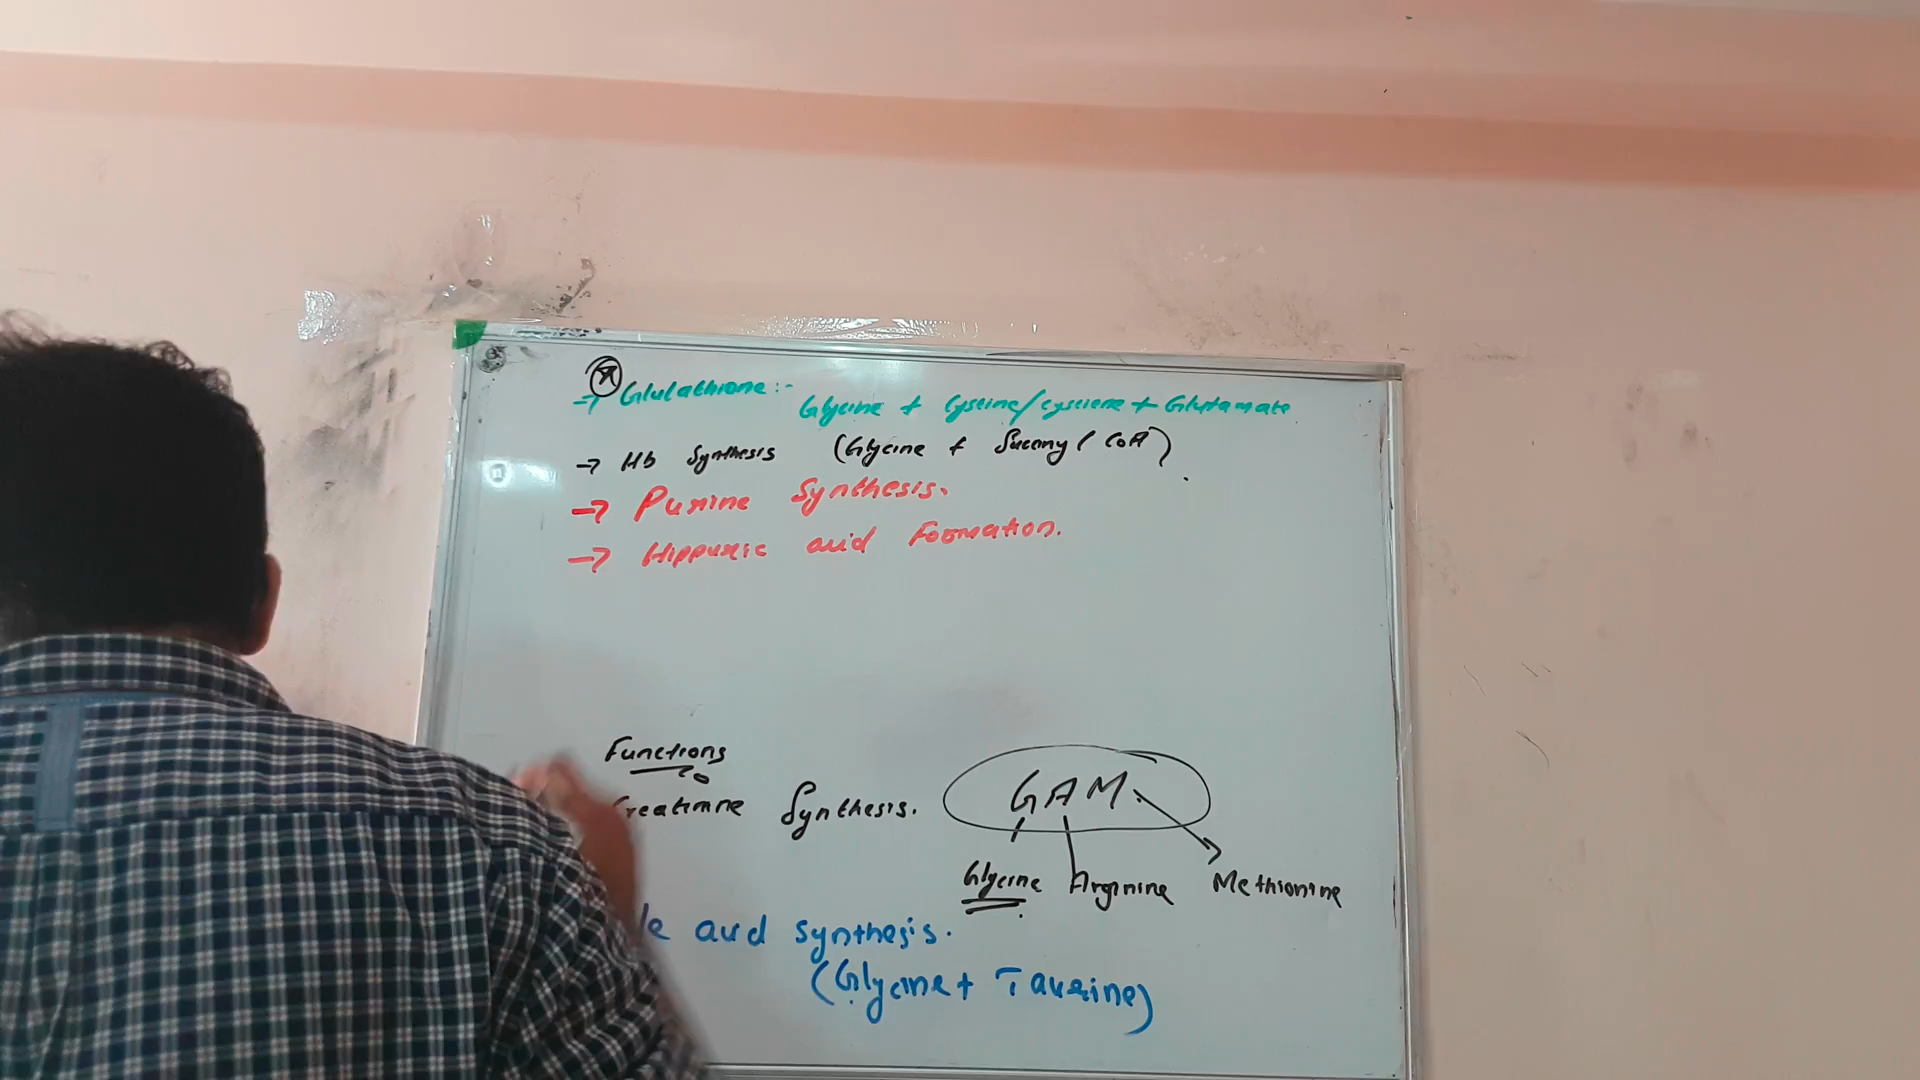 → Glutathione:-
Glycine + Cystine/cysteine + Glutamate
→ Hb Synthesis (Glycine + Succinyl CoA)
→ Purine Synthesis.
→ Hippuric acid Formation.
Functions
Creatinine Synthesis.
GAM
Glycine Arginine Methionine
le acid synthesis.
(Glycine + Taurine)